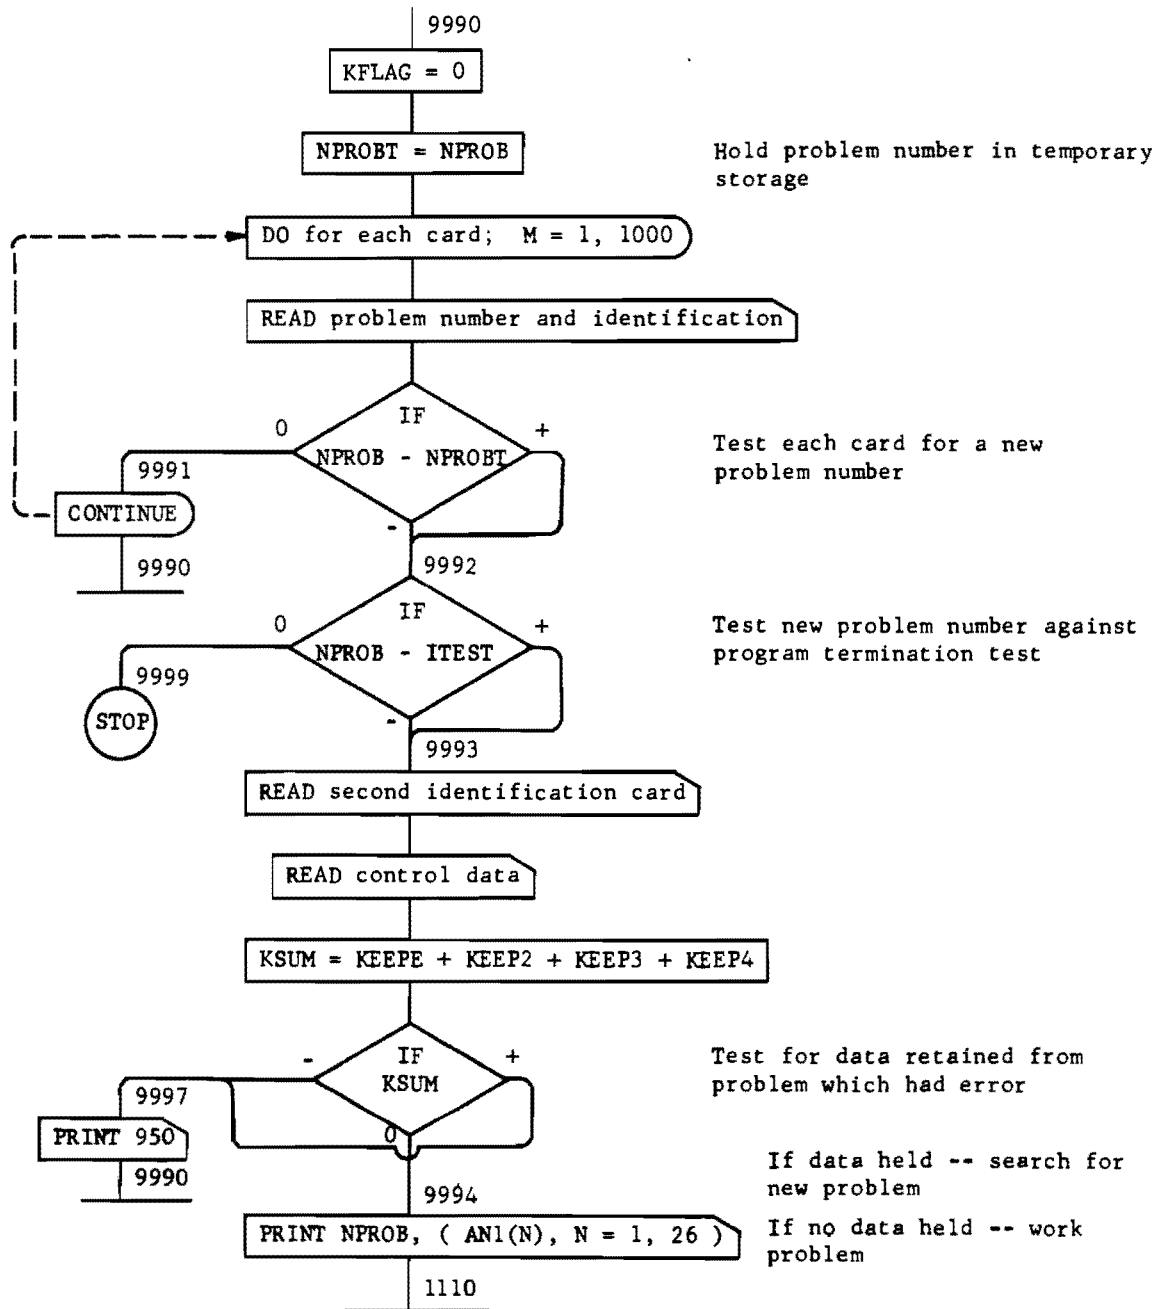 9990
KFLAG = 0
NPROBT = NPROB
Hold problem number in temporary
storage
DO for each card; M = 1, 1000
READ problem number and identification
IF
NPROB - NPROBT
0
+
-
Test each card for a new
problem number
9991
CONTINUE
9990
9992
IF
NPROB - ITEST
0
+
-
Test new problem number against
program termination test
9999
STOP
9993
READ second identification card
READ control data
KSUM = KEEPE + KEEP2 + KEEP3 + KEEP4
IF
KSUM
-
+
0
Test for data retained from
problem which had error
9997
PRINT 950
9990
If data held -- search for
new problem
9994
PRINT NPROB, ( AN1(N), N = 1, 26 )
If no data held -- work
problem
1110